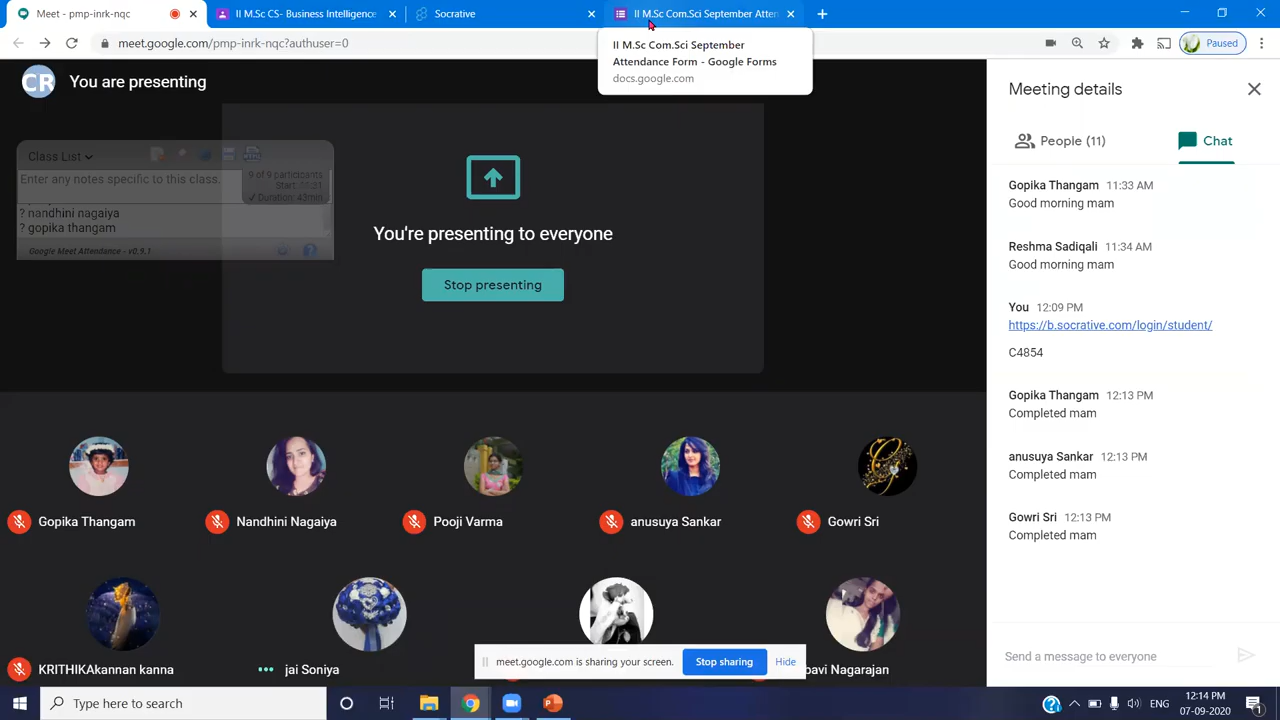 Meet - pmp-inrk-nqc
II M.Sc CS- Business Intelligence
Socrative
II M.Sc Com.Sci September Atten
meet.google.com/pmp-inrk-nqc?authuser=0
Paused
II M.Sc Com.Sci September
Attendance Form - Google Forms
docs.google.com
CR You are presenting
Class List
Enter any notes specific to this class.
9 of 9 participants
✓ Duration: 43min
? nandhini nagaiya
? gopika thangam
Google Meet Attendance - v0.9.1
You're presenting to everyone
Stop presenting
Gopika Thangam
Nandhini Nagaiya
Pooji Varma
anusuya Sankar
Gowri Sri
KRITHIKAkannan kanna
jai Soniya
Nagarajan
meet.google.com is sharing your screen.
Stop sharing
Hide
Meeting details
People (11)
Chat
Gopika Thangam 11:33 AM
Good morning mam
Reshma Sadiqali 11:34 AM
Good morning mam
You 12:09 PM
https://b.socrative.com/login/student/
C4854
Gopika Thangam 12:13 PM
Completed mam
anusuya Sankar 12:13 PM
Completed mam
Gowri Sri 12:13 PM
Completed mam
Send a message to everyone
Type here to search
ENG
12:14 PM
07-09-2020
1